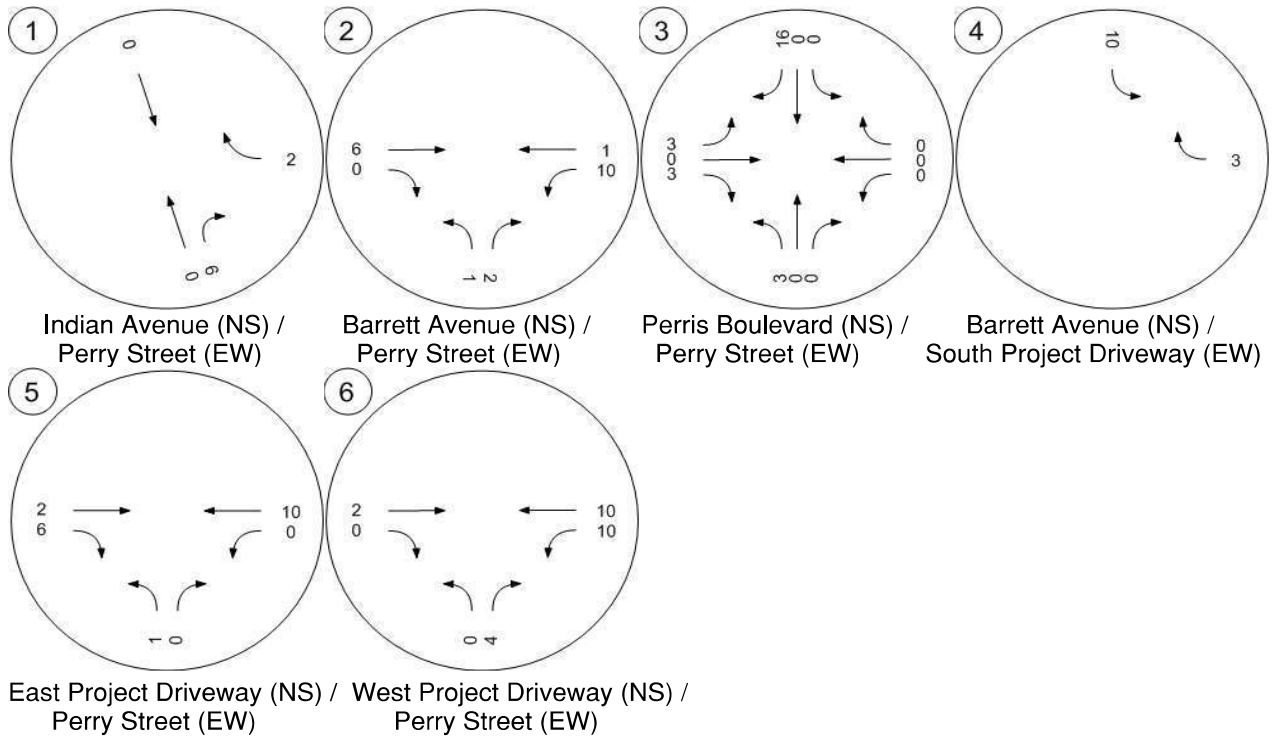 1
0
2
0 6
Indian Avenue (NS) /
Perry Street (EW)
2
6
0
1
10
1 2
Barrett Avenue (NS) /
Perry Street (EW)
3
16 0 0
3
0
3
0
0
0
3 0 0
Perris Boulevard (NS) /
Perry Street (EW)
4
10
3
Barrett Avenue (NS) /
South Project Driveway (EW)
5
2
6
10
0
1 0
East Project Driveway (NS) /
Perry Street (EW)
6
2
0
10
10
0 4
West Project Driveway (NS) /
Perry Street (EW)